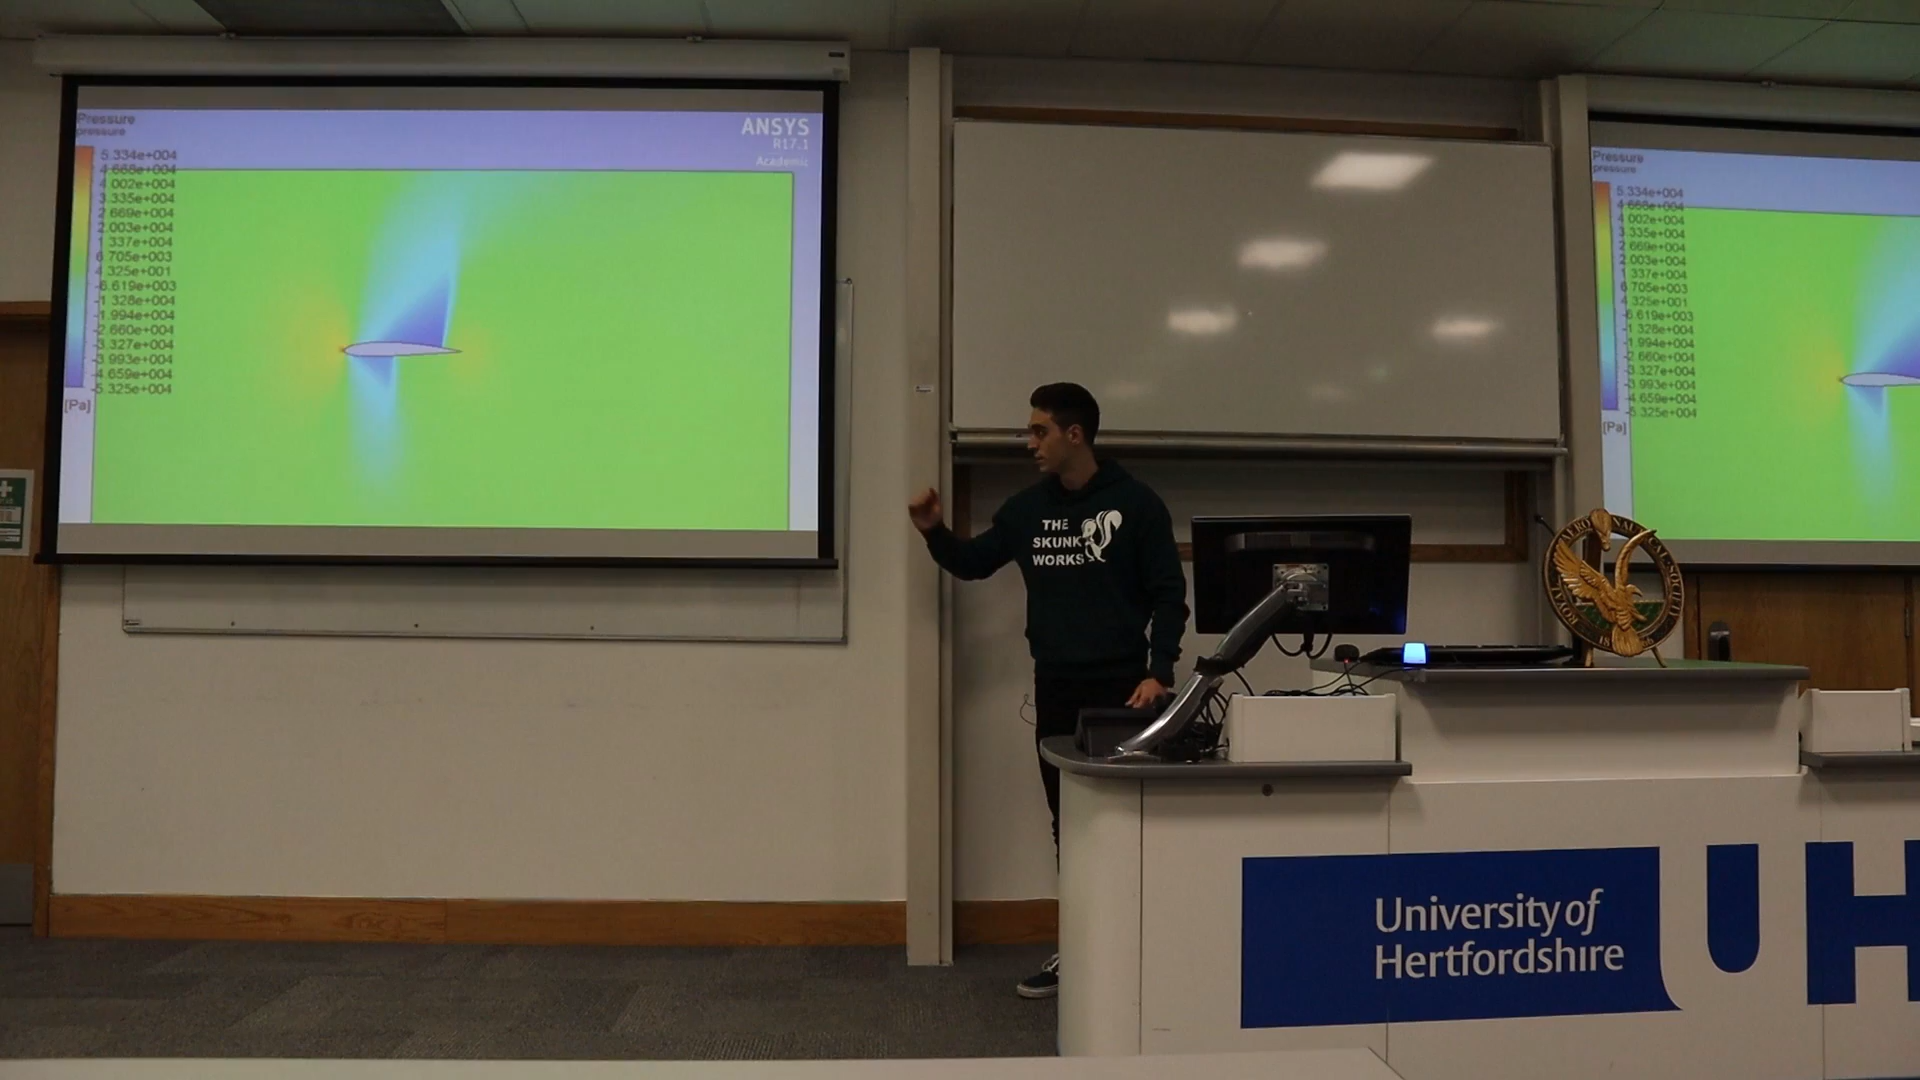 Pressure
pressure
5.334e+004
4.668e+004
4.002e+004
3.335e+004
2.669e+004
2.003e+004
1.337e+004
6.705e+003
4.325e+001
-6.619e+003
-1.328e+004
-1.994e+004
-2.660e+004
-3.327e+004
-3.993e+004
-4.659e+004
-5.325e+004
[Pa]
ANSYS
R17.1
Academic
THE
SKUNK
WORKS
Pressure
pressure
5.334e+004
4.668e+004
4.002e+004
3.335e+004
2.669e+004
2.003e+004
1.337e+004
6.705e+003
4.325e+001
-6.619e+003
-1.328e+004
-1.994e+004
-2.660e+004
-3.327e+004
-3.993e+004
-4.659e+004
-5.325e+004
[Pa]
ROYAL AERONAUTICAL SOCIETY
University of
Hertfordshire
UH